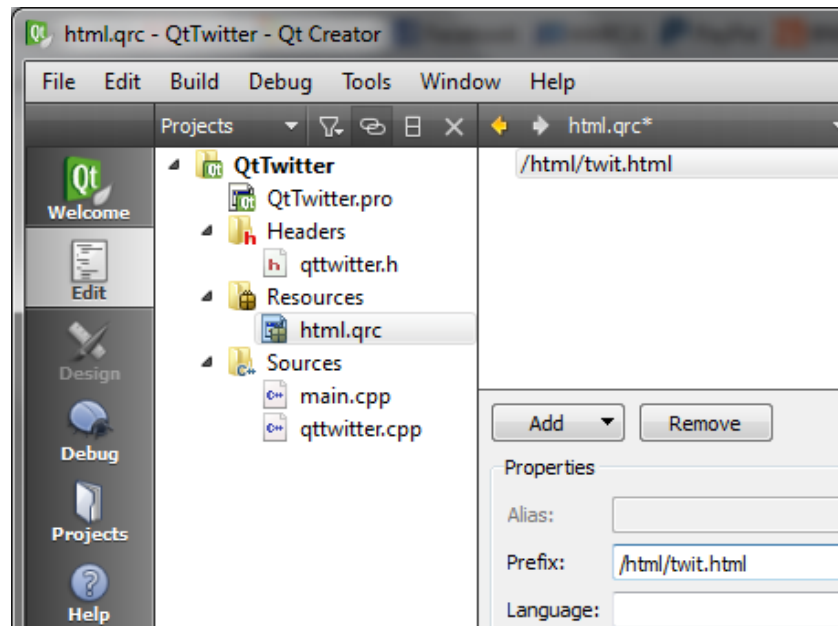 html.qrc - QtTwitter - Qt Creator
File Edit Build Debug Tools Window Help
Projects
html.qrc*
Qt
Welcome
Edit
Design
Debug
Projects
Help
QtTwitter
QtTwitter.pro
Headers
h qttwitter.h
Resources
html.qrc
Sources
C++ main.cpp
C++ qttwitter.cpp
/html/twit.html
Add Remove
Properties
Alias:
Prefix: /html/twit.html
Language: